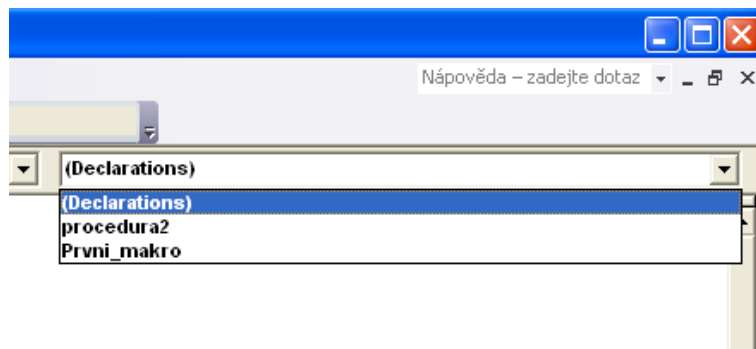 Nápověda – zadejte dotaz
(Declarations)
(Declarations)
procedura2
Prvni_makro